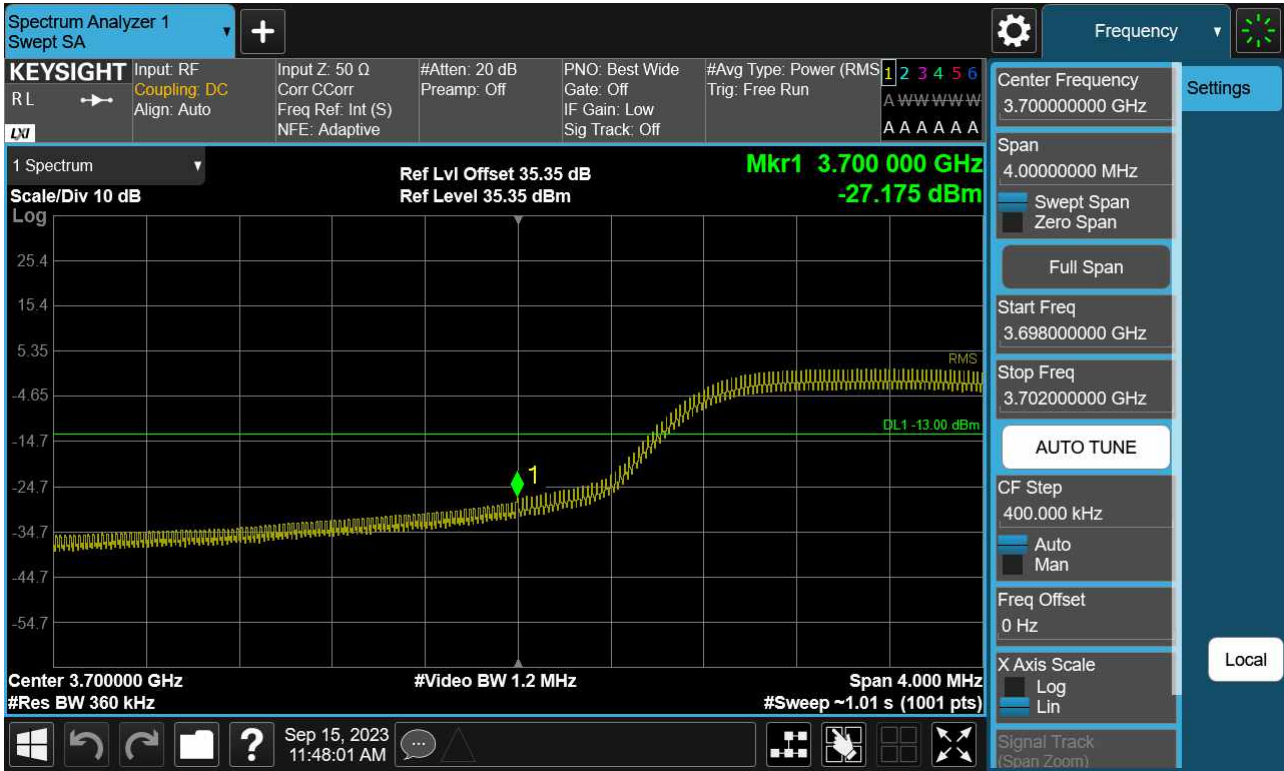 Spectrum Analyzer 1
Swept SA
Frequency
KEYSIGHT
R L
LXI
Input: RF
Coupling: DC
Align: Auto
Input Z: 50 Ω
Corr CCorr
Freq Ref: Int (S)
NFE: Adaptive
#Atten: 20 dB
Preamp: Off
PNO: Best Wide
Gate: Off
IF Gain: Low
Sig Track: Off
#Avg Type: Power (RMS
Trig: Free Run
1 2 3 4 5 6
A W W W W W
A A A A A A
1 Spectrum
Scale/Div 10 dB
Log
Ref Lvl Offset 35.35 dB
Ref Level 35.35 dBm
Mkr1 3.700 000 GHz
-27.175 dBm
25.4
15.4
5.35
-4.65
-14.7
-24.7
-34.7
-44.7
-54.7
RMS
DL1 -13.00 dBm
1
Center 3.700000 GHz
#Res BW 360 kHz
#Video BW 1.2 MHz
Span 4.000 MHz
#Sweep ~1.01 s (1001 pts)
Center Frequency
3.700000000 GHz
Span
4.00000000 MHz
Swept Span
Zero Span
Full Span
Start Freq
3.698000000 GHz
Stop Freq
3.702000000 GHz
AUTO TUNE
CF Step
400.000 kHz
Auto
Man
Freq Offset
0 Hz
X Axis Scale
Log
Lin
Signal Track
(Span Zoom)
Settings
Local
?
Sep 15, 2023
11:48:01 AM